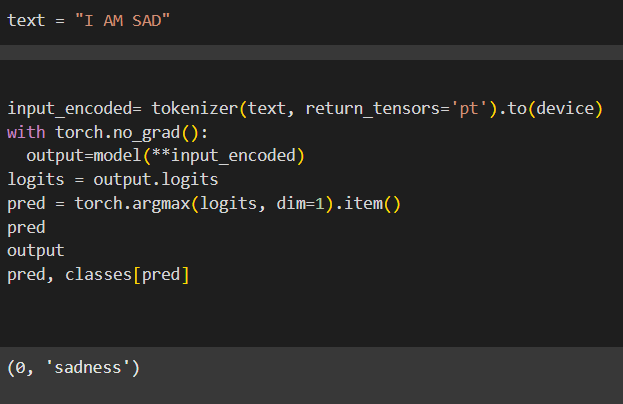 text = "I AM SAD"
input_encoded= tokenizer(text, return_tensors='pt').to(device)
with torch.no_grad():
  output=model(**input_encoded)
logits = output.logits
pred = torch.argmax(logits, dim=1).item()
pred
output
pred, classes[pred]
(0, 'sadness')